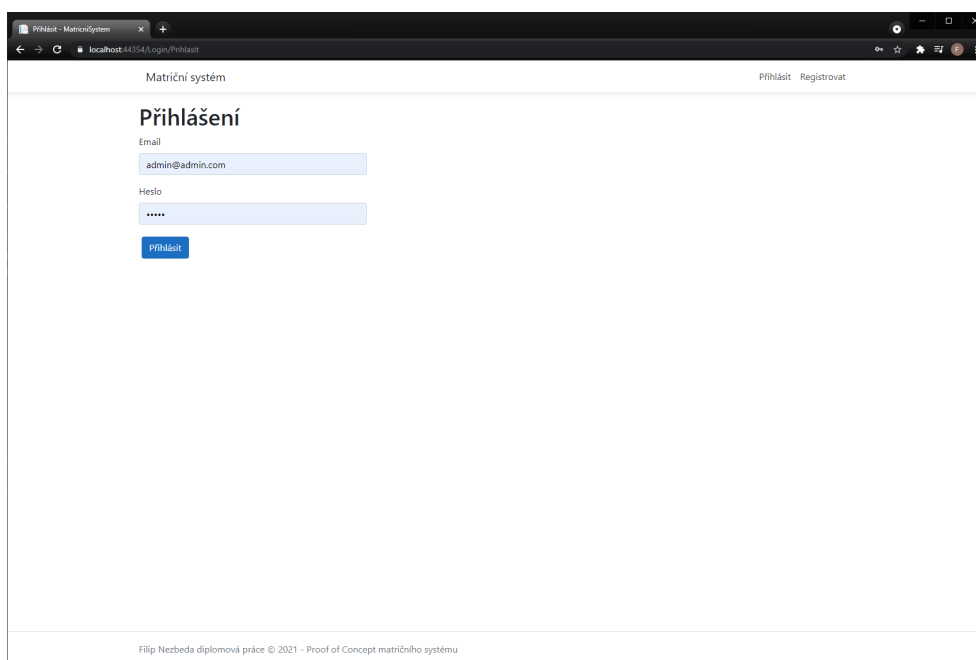 Přihlásit - MatricniSystem
localhost:44354/Login/Prihlasit
Matriční systém
Přihlásit Registrovat
Přihlášení
Email
admin@admin.com
Heslo
•••••
Přihlásit
Filip Nezbeda diplomová práce © 2021 - Proof of Concept matričního systému